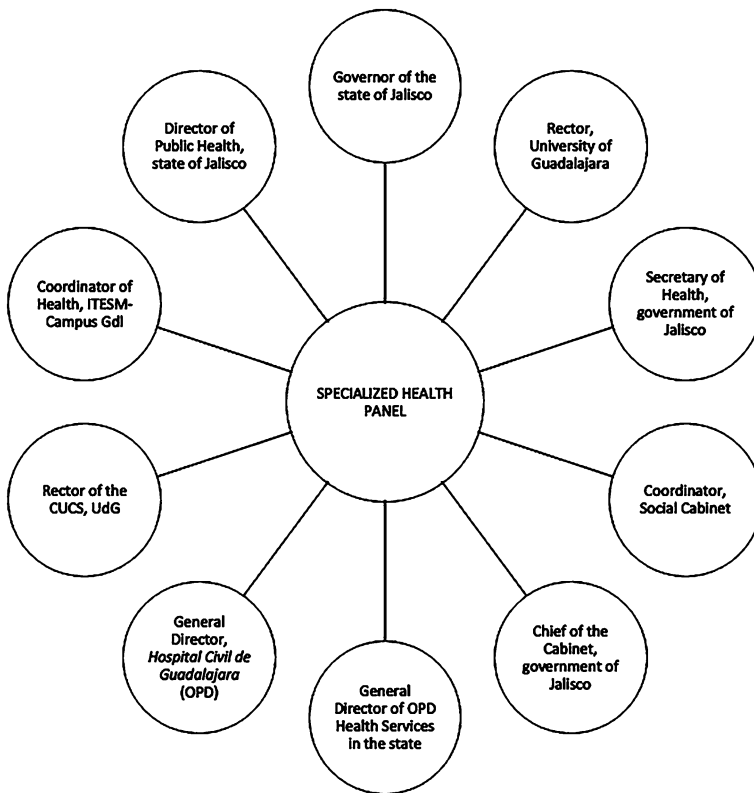 Governor of the
state of Jalisco
Rector,
University of
Guadalajara
Secretary of
Health,
government of
Jalisco
Coordinator,
Social Cabinet
Chief of the
Cabinet,
government of
Jalisco
General
Director of OPD
Health Services
in the state
General
Director,
Hospital Civil de
Guadalajara
(OPD)
Rector of the
CUCS, UdG
Coordinator of
Health, ITESM-
Campus Gdl
Director of
Public Health,
state of Jalisco
SPECIALIZED HEALTH
PANEL